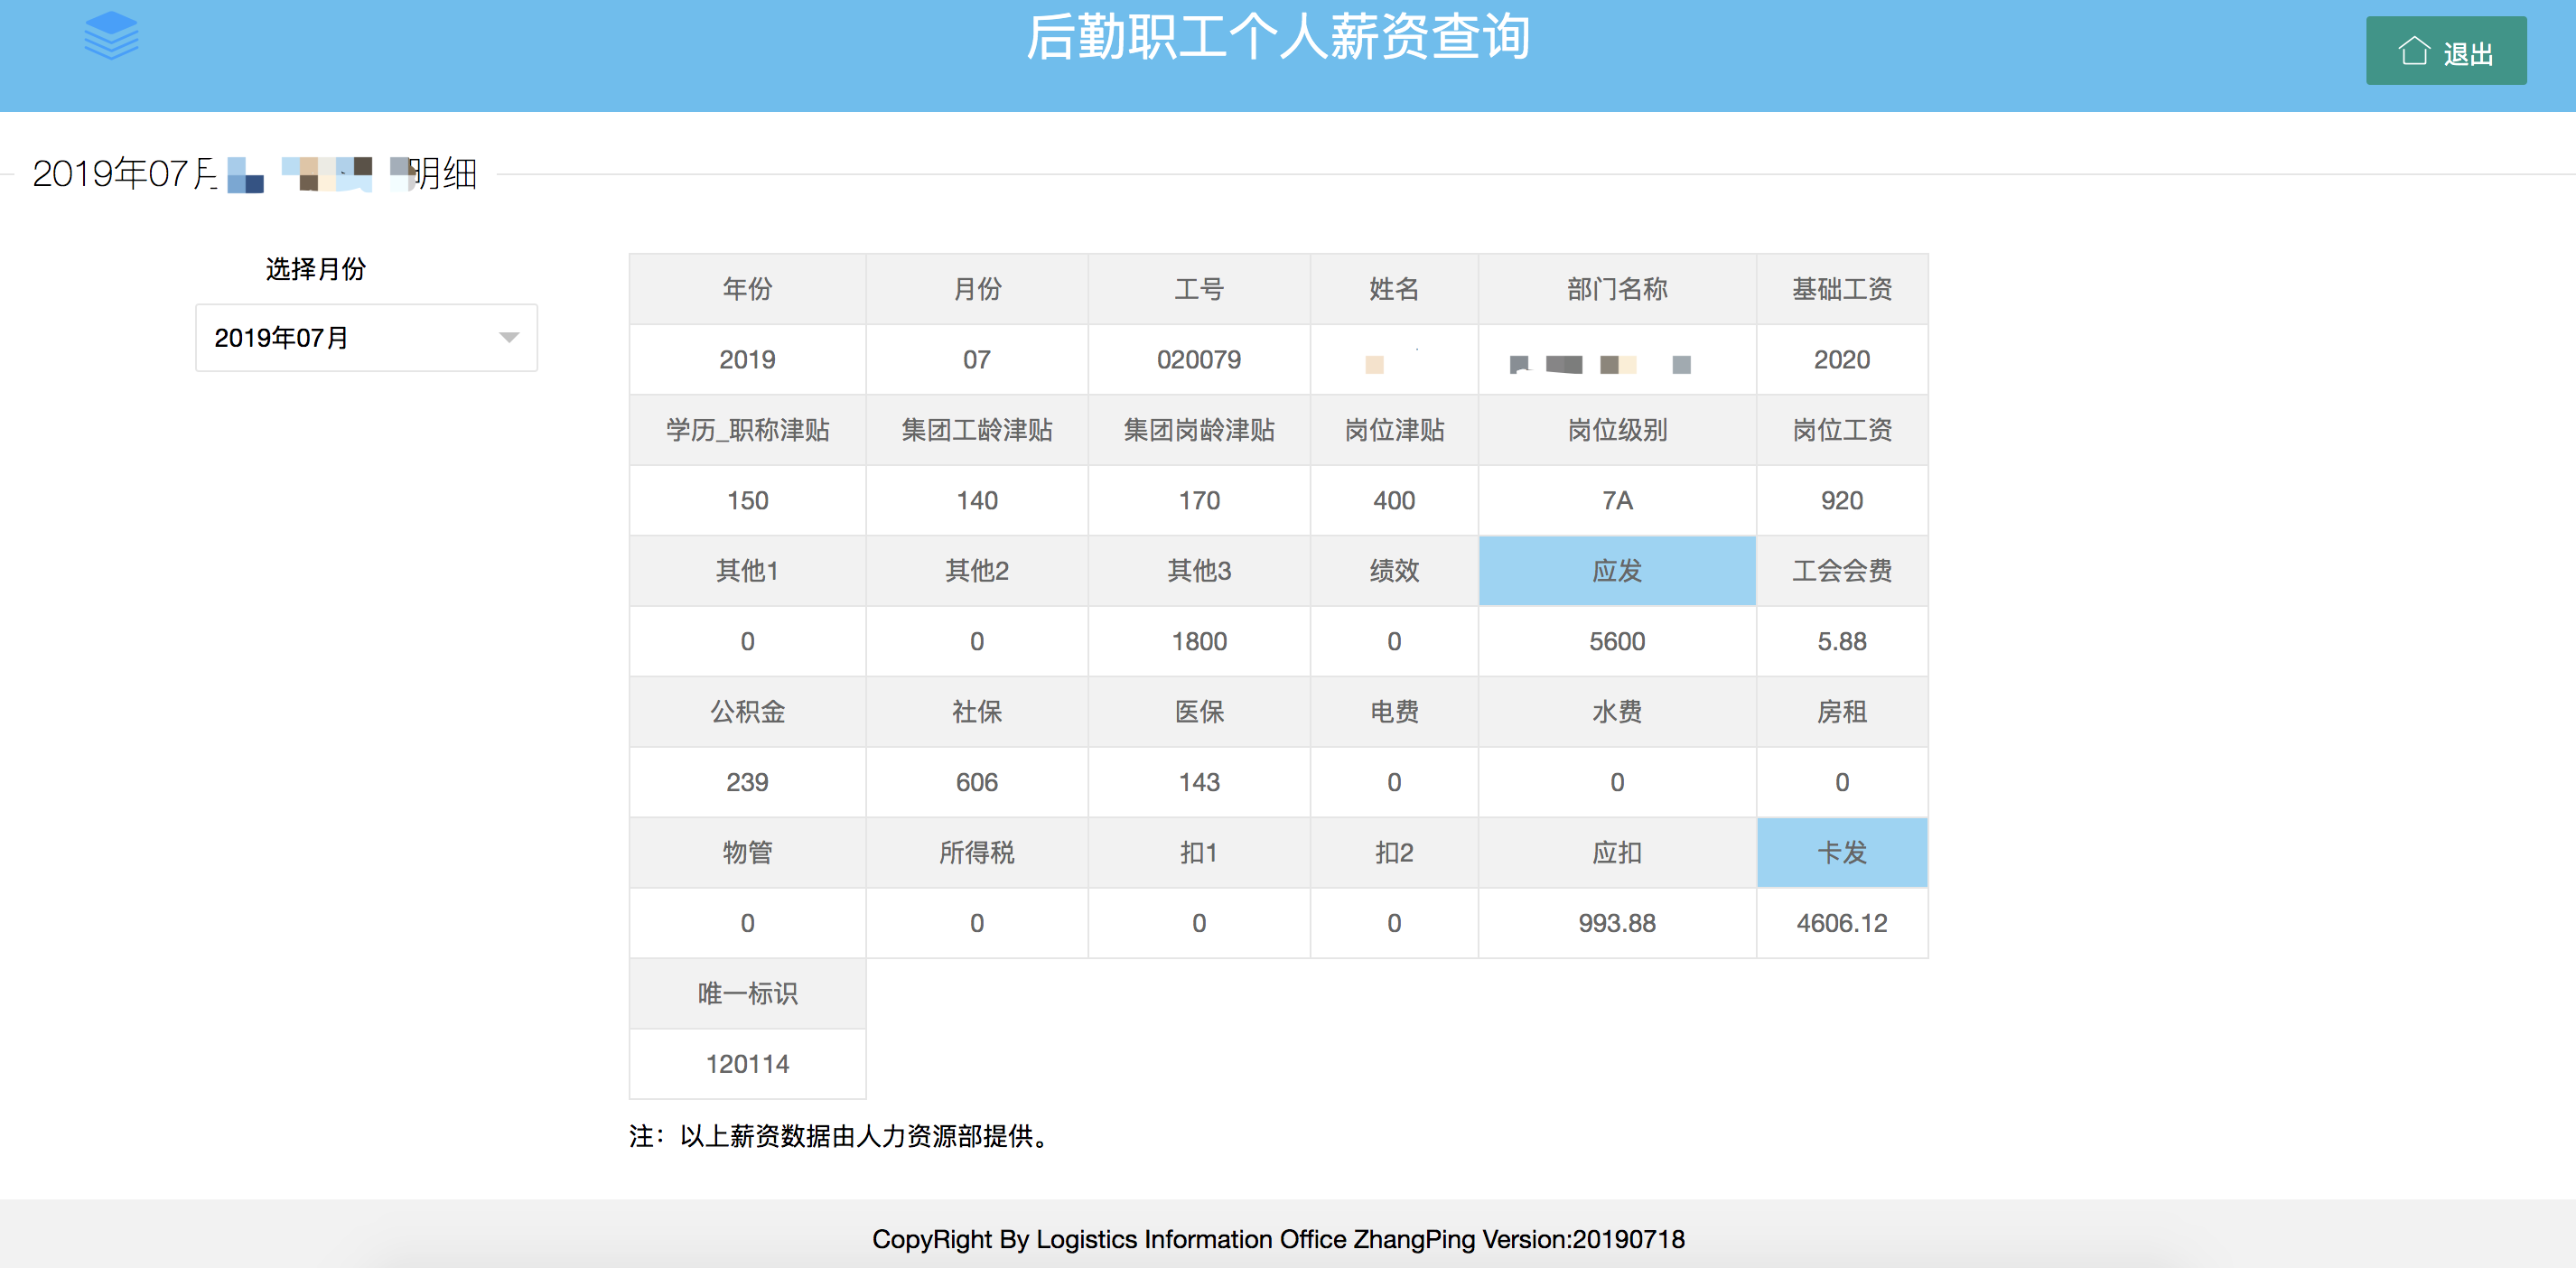 后勤职工个人薪资查询
退出
2019年07月 明细
选择月份
2019年07月
年份 月份 工号 姓名 部门名称 基础工资
2019 07 020079 2020
学历_职称津贴 集团工龄津贴 集团岗龄津贴 岗位津贴 岗位级别 岗位工资
150 140 170 400 7A 920
其他1 其他2 其他3 绩效 应发 工会会费
0 0 1800 0 5600 5.88
公积金 社保 医保 电费 水费 房租
239 606 143 0 0 0
物管 所得税 扣1 扣2 应扣 卡发
0 0 0 0 993.88 4606.12
唯一标识
120114
注：以上薪资数据由人力资源部提供。
CopyRight By Logistics Information Office ZhangPing Version:20190718